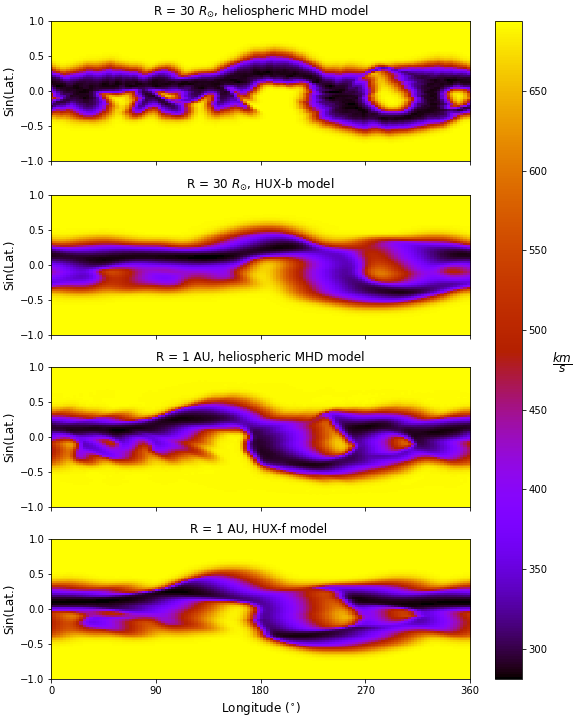 R = 30 R☉, heliospheric MHD model
1.0
0.5
0.0
−0.5
−1.0
Sin(Lat.)
R = 30 R☉, HUX-b model
1.0
0.5
0.0
−0.5
−1.0
Sin(Lat.)
R = 1 AU, heliospheric MHD model
1.0
0.5
0.0
−0.5
−1.0
Sin(Lat.)
R = 1 AU, HUX-f model
1.0
0.5
0.0
−0.5
−1.0
Sin(Lat.)
0 90 180 270 360
Longitude (°)
650
600
550
500
450
400
350
300
km
s